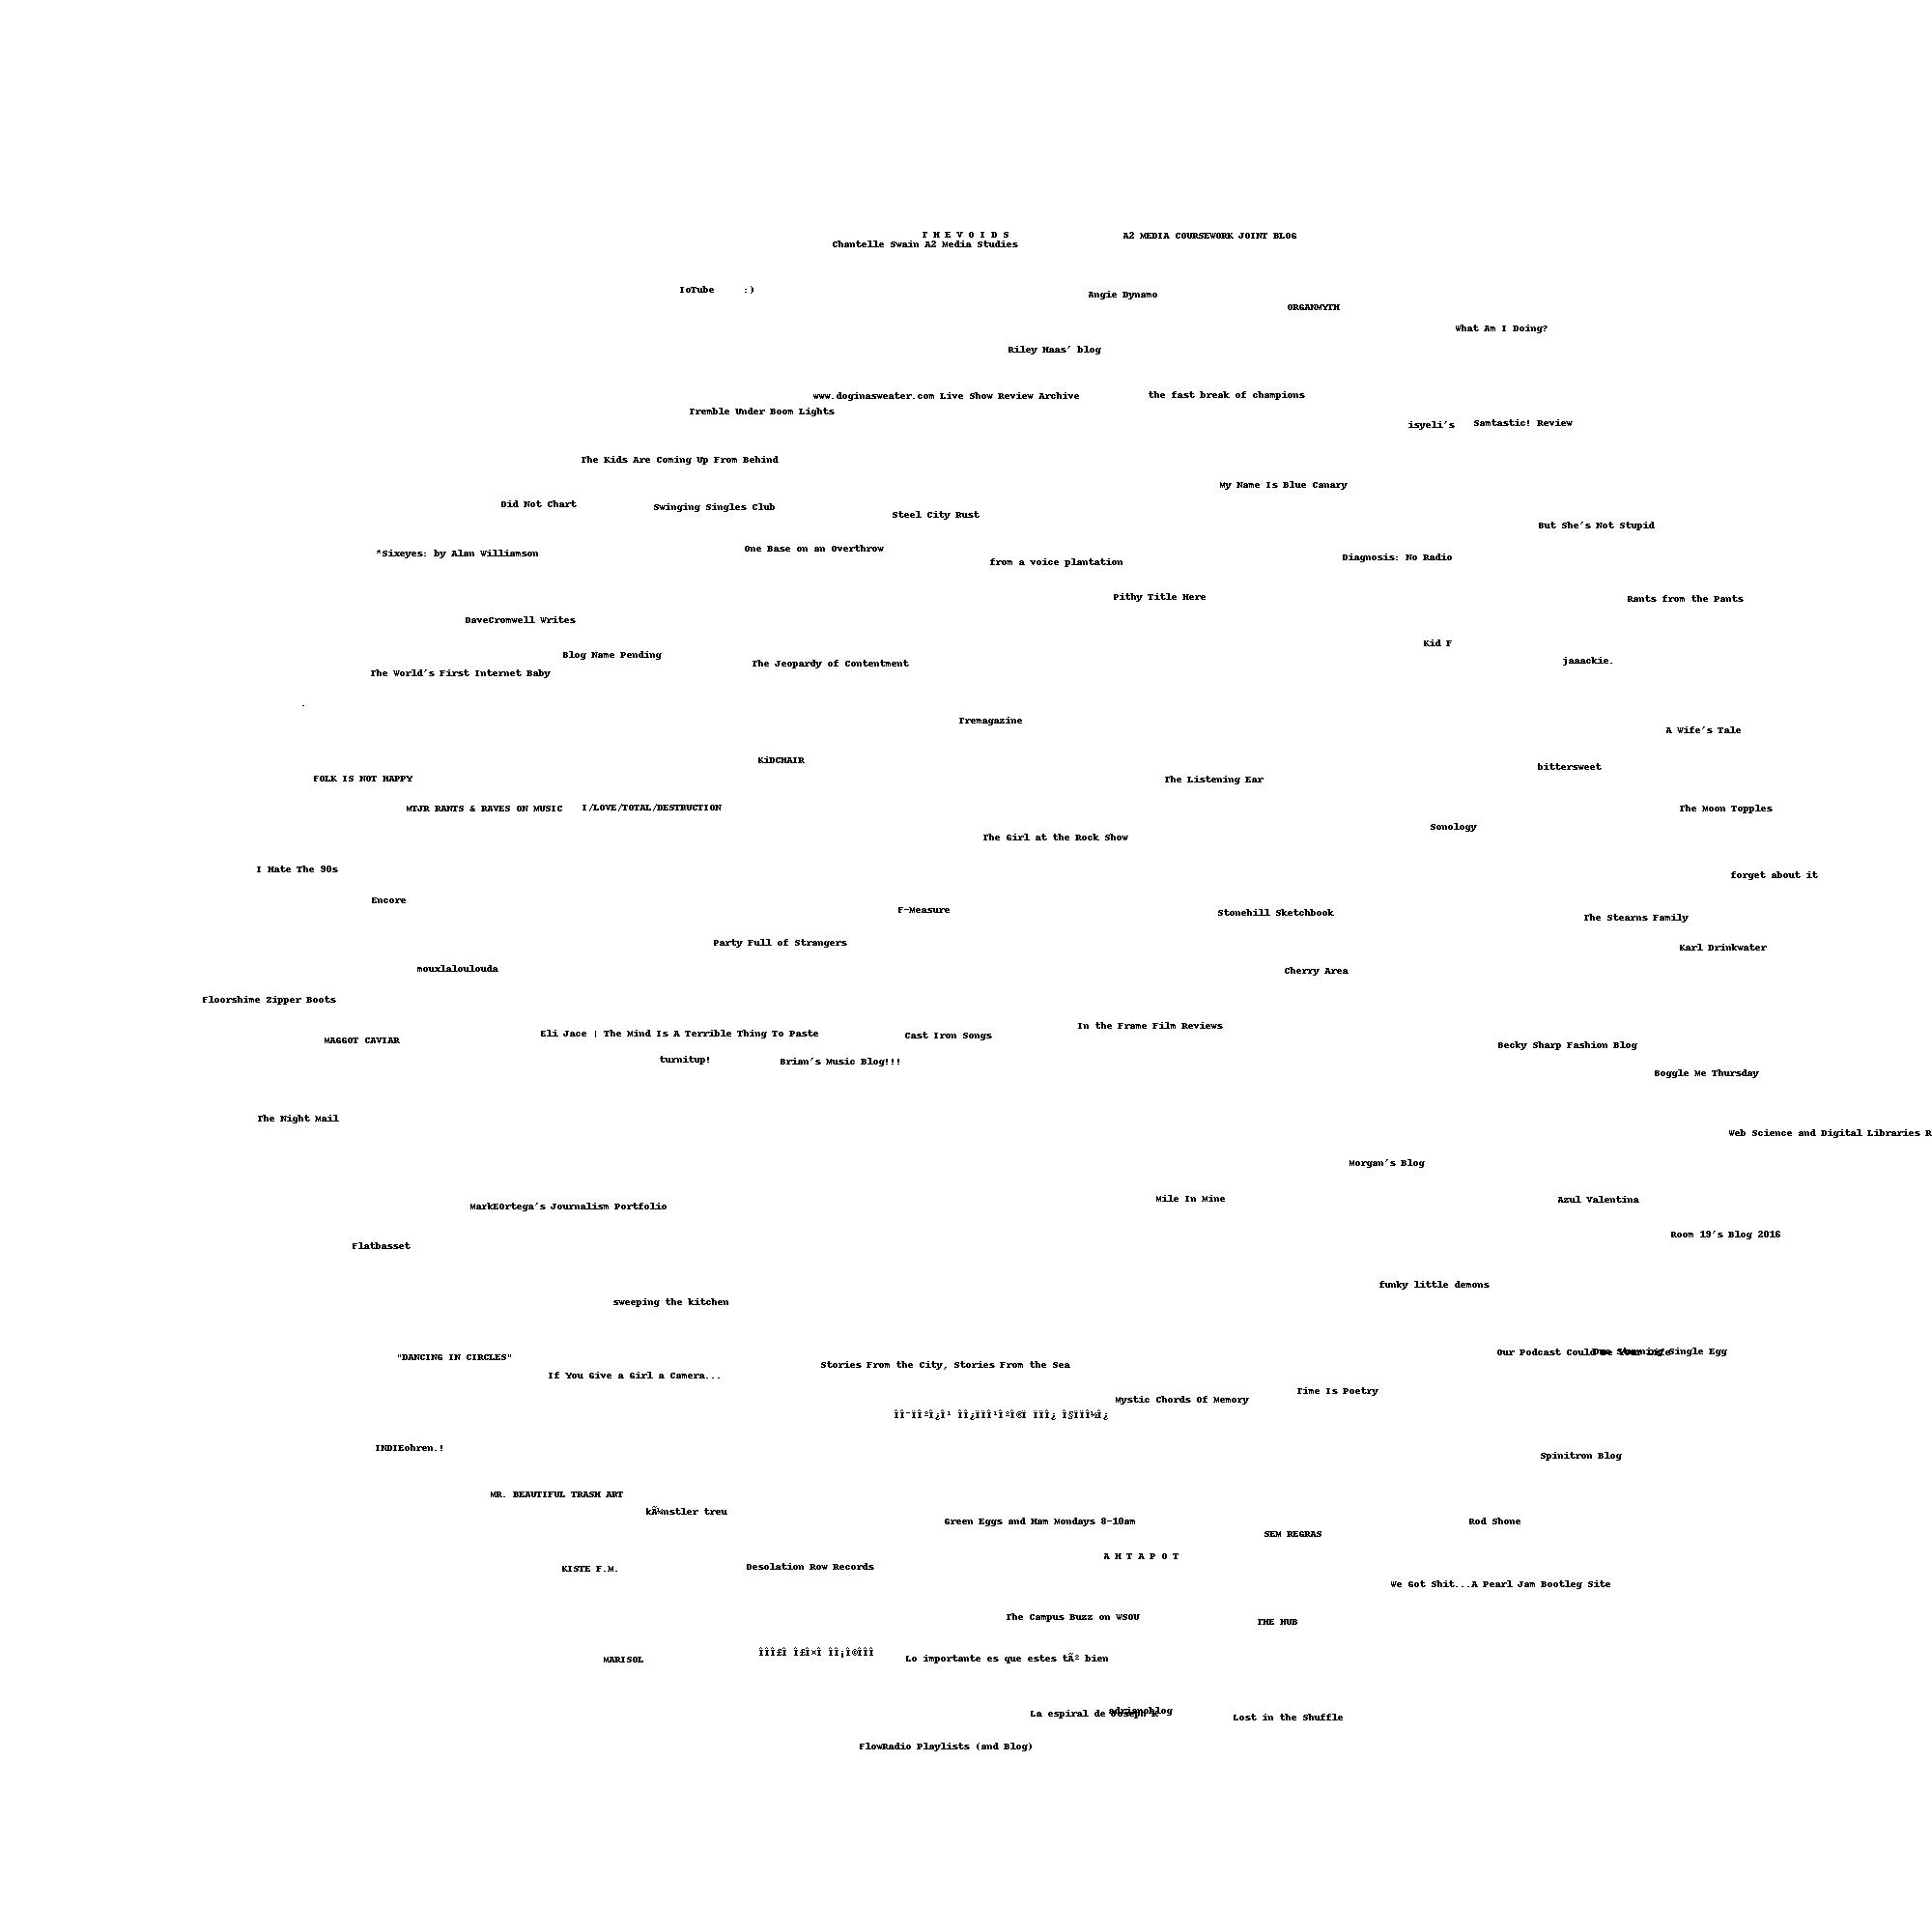 T H E V O I D S
A2 MEDIA COURSEWORK JOINT BLOG
Chantelle Swain A2 Media Studies
IoTube :)
Angie Dynamo
ORGANMYTH
What Am I Doing?
Riley Haas' blog
www.doginasweater.com Live Show Review Archive
the fast break of champions
Tremble Under Boom Lights
isyeli's
Samtastic! Review
The Kids Are Coming Up From Behind
My Name Is Blue Canary
Did Not Chart
Swinging Singles Club
Steel City Rust
But She's Not Stupid
*Sixeyes: by Alan Williamson
One Base on an Overthrow
from a voice plantation
Diagnosis: No Radio
Pithy Title Here
Rants from the Pants
DaveCromwell Writes
Kid F
Blog Name Pending
The Jeopardy of Contentment
jaaackie.
The World's First Internet Baby
.
Tremagazine
A Wife's Tale
KiDCHAIR
bittersweet
FOLK IS NOT HAPPY
The Listening Ear
MTJR RANTS & RAVES ON MUSIC
I/LOVE/TOTAL/DESTRUCTION
The Moon Topples
Sonology
The Girl at the Rock Show
I Hate The 90s
forget about it
Encore
F-Measure
Stonehill Sketchbook
The Stearns Family
Party Full of Strangers
Karl Drinkwater
mouxlaloulouda
Cherry Area
Floorshime Zipper Boots
In the Frame Film Reviews
Eli Jace | The Mind Is A Terrible Thing To Paste
Cast Iron Songs
MAGGOT CAVIAR
Becky Sharp Fashion Blog
turnitup!
Brian's Music Blog!!!
Boggle Me Thursday
The Night Mail
Web Science and Digital Libraries R
Morgan's Blog
Mile In Mine
Azul Valentina
MarkEOrtega's Journalism Portfolio
Room 19's Blog 2016
Flatbasset
funky little demons
sweeping the kitchen
"DANCING IN CIRCLES"
Our Podcast Could Be Your Life
Single Egg
Stories From the City, Stories From the Sea
If You Give a Girl a Camera...
Time Is Poetry
Mystic Chords Of Memory
INDIEohren.!
Spinitron Blog
MR. BEAUTIFUL TRASH ART
kÃ¼nstler treu
Green Eggs and Ham Mondays 8-10am
Rod Shone
SEM REGRAS
A H T A P O T
KISTE F.M.
Desolation Row Records
We Got Shit...A Pearl Jam Bootleg Site
The Campus Buzz on WSOU
THE HUB
MARISOL
Lo importante es que estes tÃº bien
adrianoblog
La espiral de Joseph K
Lost in the Shuffle
FlowRadio Playlists (and Blog)